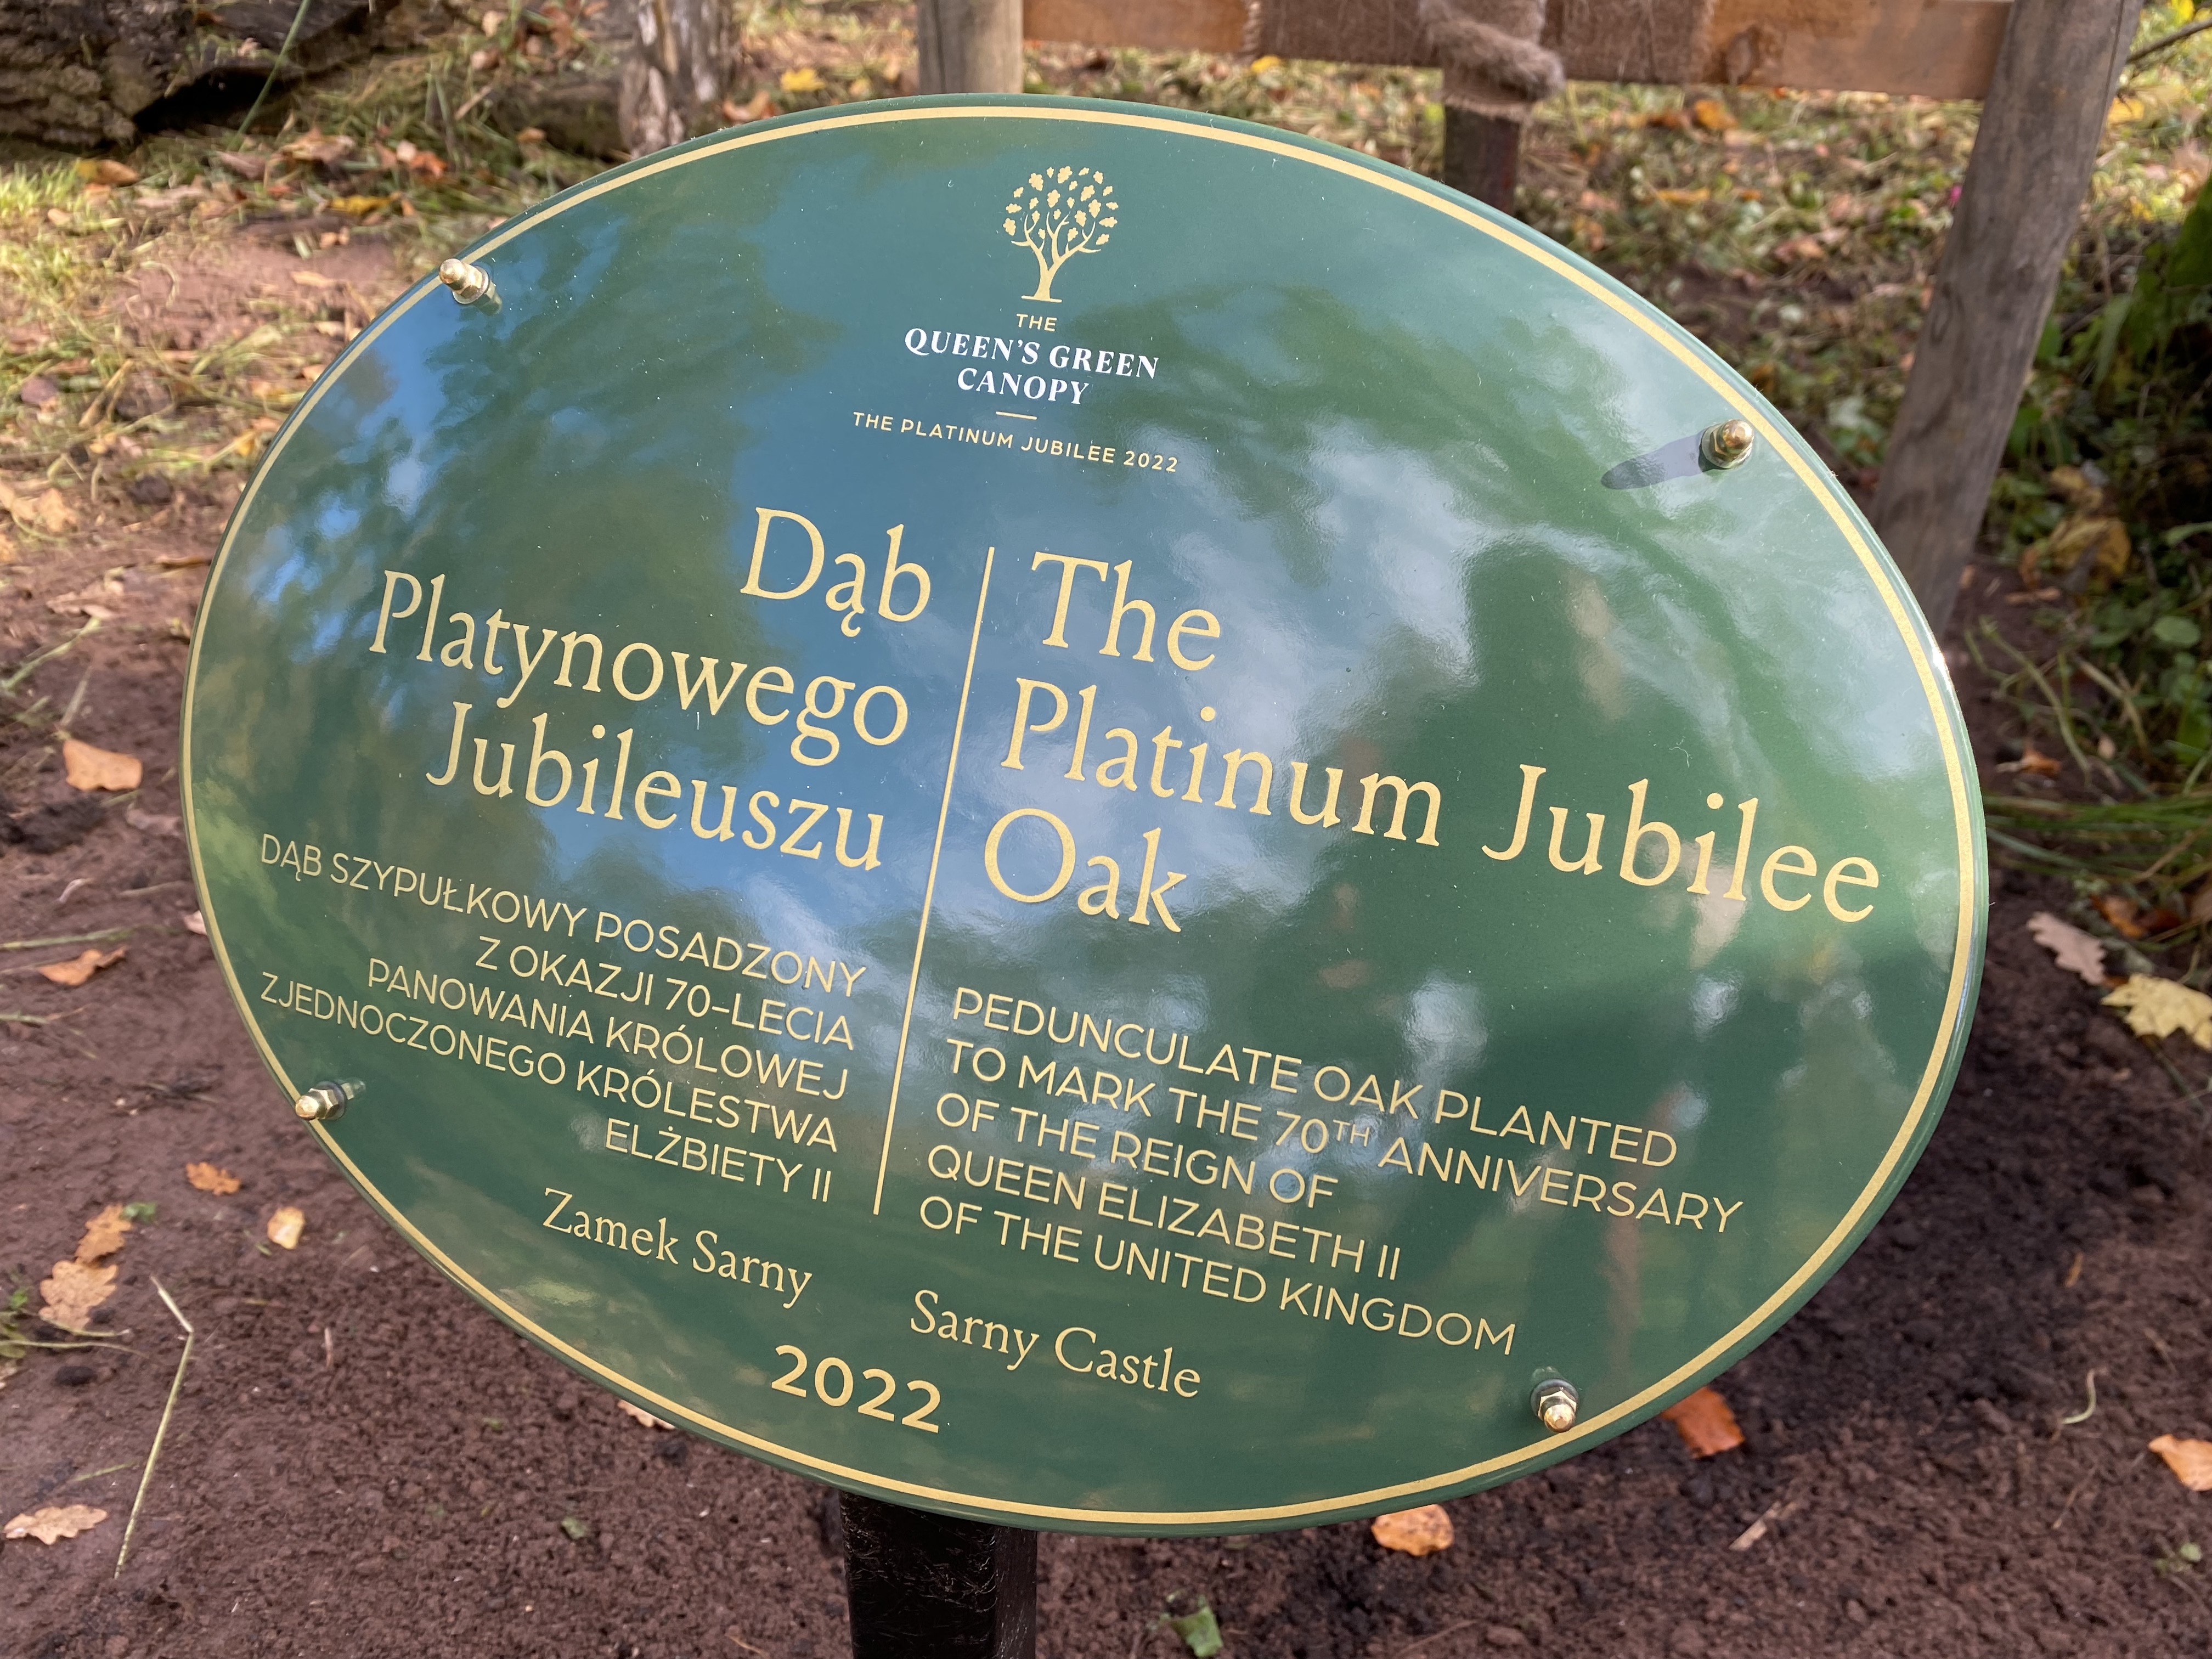 THE
QUEEN'S GREEN
CANOPY
THE PLATINUM JUBILEE 2022
Dąb
Platynowego
Jubileuszu
DĄB SZYPUŁKOWY POSADZONY
Z OKAZJI 70-LECIA
PANOWANIA KRÓLOWEJ
ZJEDNOCZONEGO KRÓLESTWA
ELŻBIETY II
Zamek Sarny
The
Platinum Jubilee
Oak
PEDUNCULATE OAK PLANTED
TO MARK THE 70TH ANNIVERSARY
OF THE REIGN OF
QUEEN ELIZABETH II
OF THE UNITED KINGDOM
Sarny Castle
2022